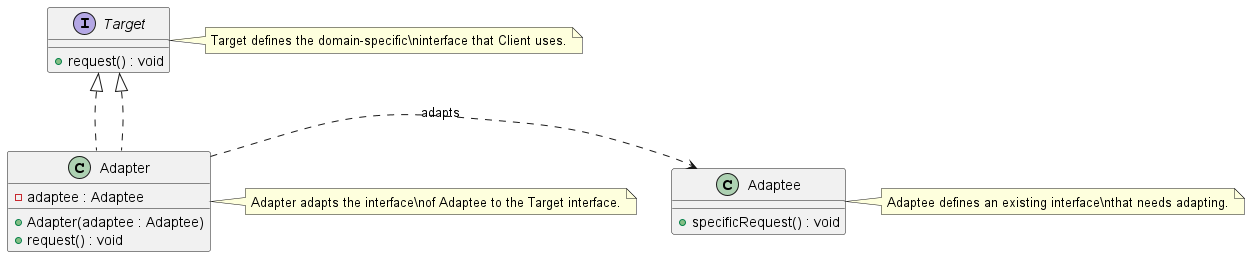 I Target
+ request() : void
Target defines the domain-specific\ninterface that Client uses.
adapts
C Adapter
adaptee : Adaptee
Adapter(adaptee : Adaptee)
request() : void
Adapter adapts the interface\nof Adaptee to the Target interface.
C Adaptee
specificRequest() : void
Adaptee defines an existing interface\nthat needs adapting.